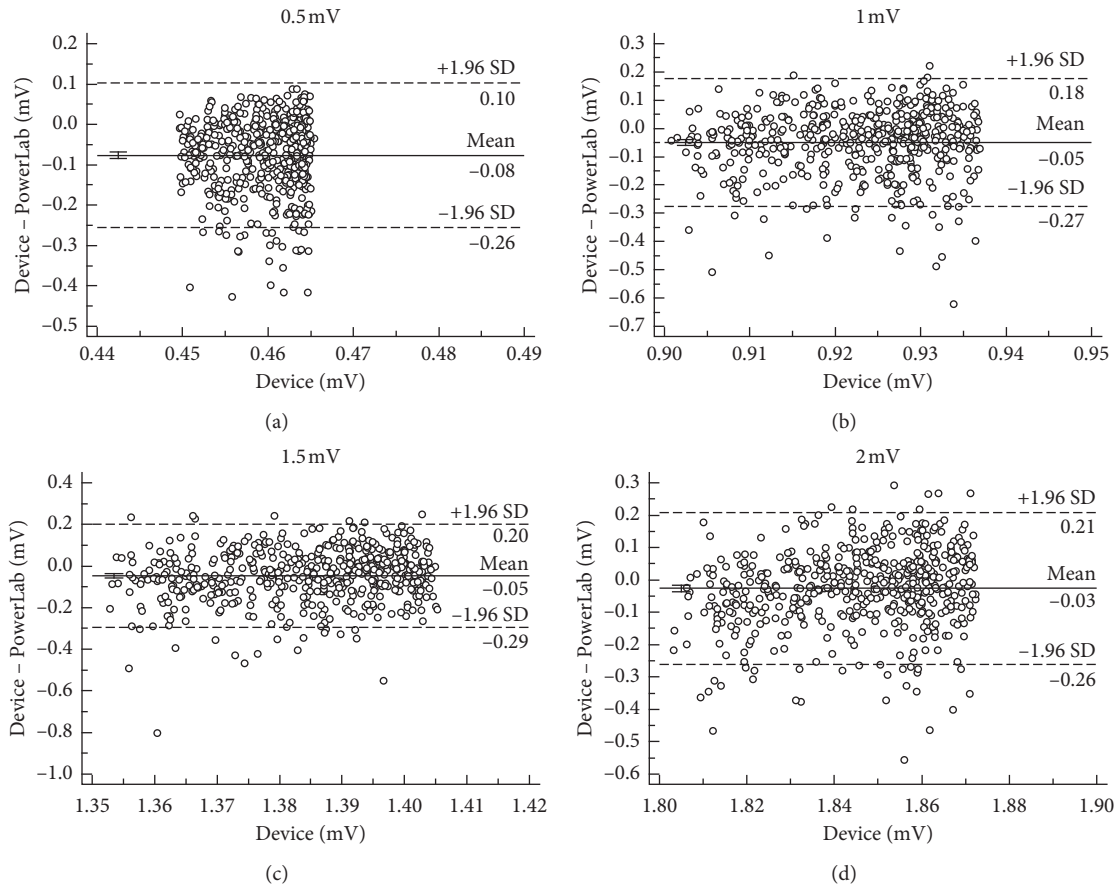 0.5 mV
0.2
0.1
0.0
–0.1
–0.2
–0.3
–0.4
–0.5
Device – PowerLab (mV)
+1.96 SD
0.10
Mean
–0.08
–1.96 SD
–0.26
0.44 0.45 0.46 0.47 0.48 0.49
Device (mV)
(a)
1 mV
0.3
0.2
0.1
0.0
–0.1
–0.2
–0.3
–0.4
–0.5
–0.6
–0.7
Device – PowerLab (mV)
+1.96 SD
0.18
Mean
–0.05
–1.96 SD
–0.27
0.90 0.91 0.92 0.93 0.94 0.95
Device (mV)
(b)
1.5 mV
0.4
0.2
0.0
–0.2
–0.4
–0.6
–0.8
–1.0
Device – PowerLab (mV)
+1.96 SD
0.20
Mean
–0.05
–1.96 SD
–0.29
1.35 1.36 1.37 1.38 1.39 1.40 1.41 1.42
Device (mV)
(c)
2 mV
0.3
0.2
0.1
0.0
–0.1
–0.2
–0.3
–0.4
–0.5
–0.6
Device – PowerLab (mV)
+1.96 SD
0.21
Mean
–0.03
–1.96 SD
–0.26
1.80 1.82 1.84 1.86 1.88 1.90
Device (mV)
(d)